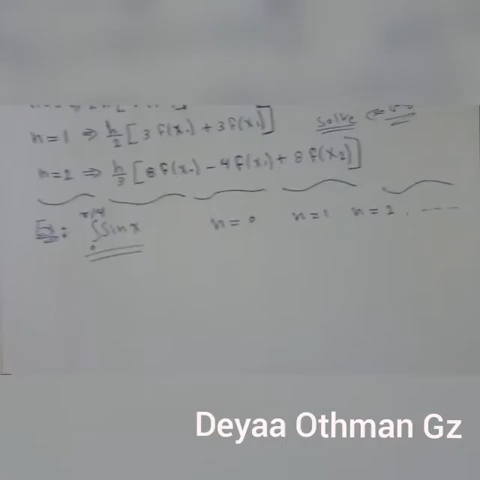 n=1 ⇒ h/2 [3 f(x₀) + 3 f(x₁)] Solve
n=2 ⇒ h/3 [8 f(x₀) - 4 f(x₁) + 8 f(x₂)]
Ex: ∫₀^π/4 sin x n=0 n=1 n=2 . ----
Deyaa Othman Gz